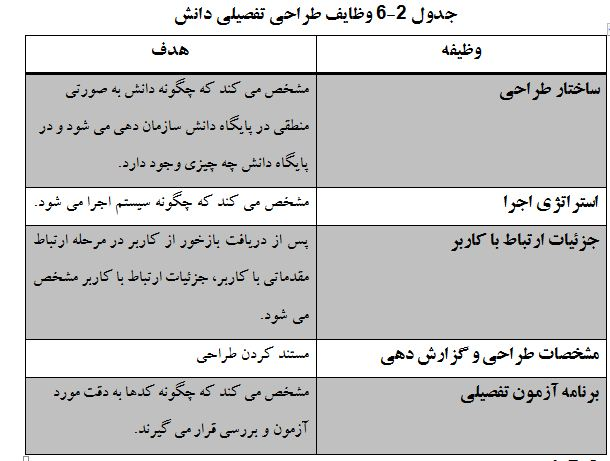 جدول 2-6 وظایف طراحی تفصیلی دانش
وظیفه
هدف
ساختار طراحی
مشخص می کند که چگونه دانش به صورتی
منطقی در پایگاه دانش سازمان دهی می شود و در
پایگاه دانش چه چیزی وجود دارد.
استراتژی اجرا
مشخص می کند که چگونه سیستم اجرا می شود.
جزئیات ارتباط با کاربر
پس از دریافت بازخور از کاربر در مرحله ارتباط
مقدماتی با کاربر، جزئیات ارتباط با کاربر مشخص
می شود.
مشخصات طراحی و گزارش دهی
مستند کردن طراحی
برنامه آزمون تفصیلی
مشخص می کند که چگونه کدها به دقت مورد
آزمون و بررسی قرار می گیرند.